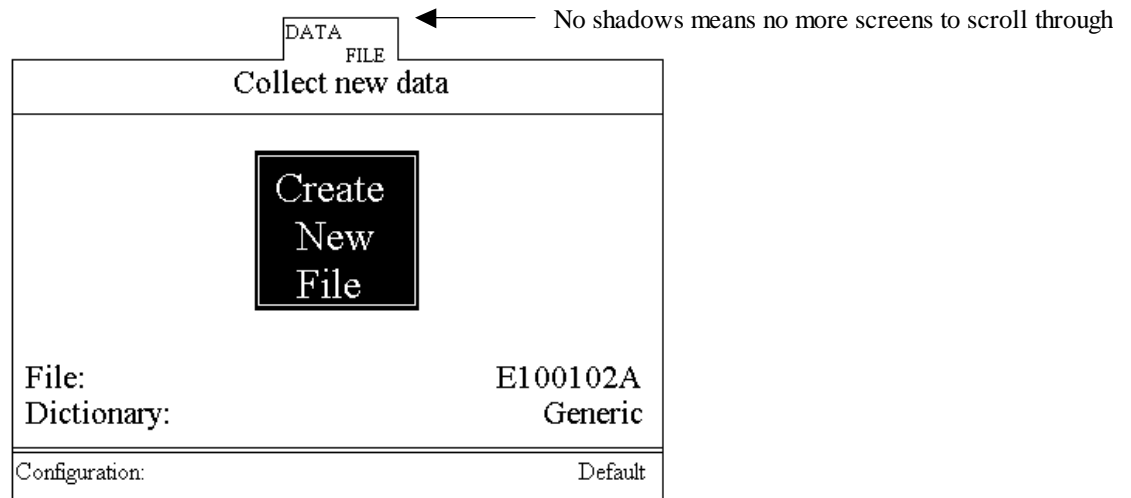 No shadows means no more screens to scroll through
DATA
FILE
Collect new data
Create
New
File
File: E100102A
Dictionary: Generic
Configuration: Default